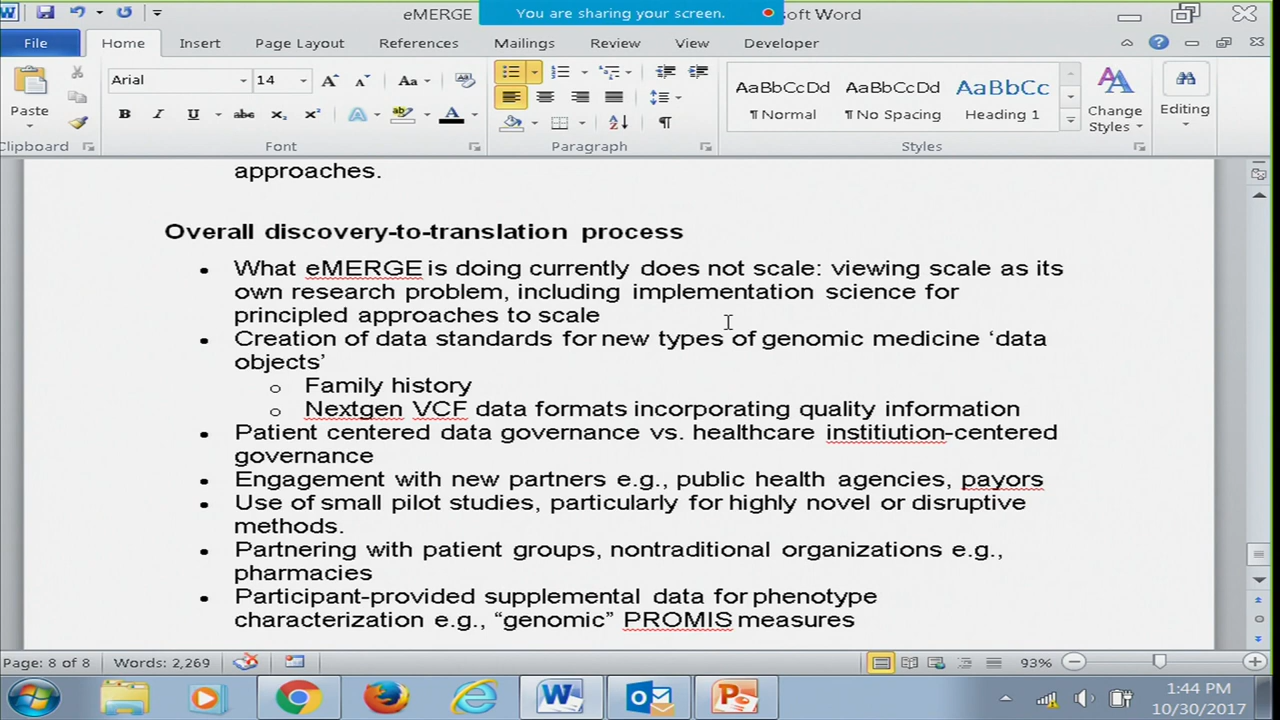 eMERGE
You are sharing your screen.
soft Word
File
Home
Insert
Page Layout
References
Mailings
Review
View
Developer
Arial
14
Paste
AaBbCcDd
AaBbCcDd
AaBbCc
¶ Normal
¶ No Spacing
Heading 1
Change
Styles
Editing
Clipboard
Font
Paragraph
Styles
approaches.
Overall discovery-to-translation process
• What eMERGE is doing currently does not scale: viewing scale as its
own research problem, including implementation science for
principled approaches to scale
• Creation of data standards for new types of genomic medicine ‘data
objects’
o Family history
o Nextgen VCF data formats incorporating quality information
• Patient centered data governance vs. healthcare institiution-centered
governance
• Engagement with new partners e.g., public health agencies, payors
• Use of small pilot studies, particularly for highly novel or disruptive
methods.
• Partnering with patient groups, nontraditional organizations e.g.,
pharmacies
• Participant-provided supplemental data for phenotype
characterization e.g., “genomic” PROMIS measures
Page: 8 of 8
Words: 2,269
93%
1:44 PM
10/30/2017